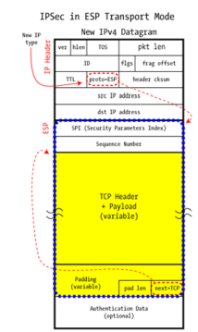 IPSec in ESP Transport Mode
New IPv4 Datagram
New IP
type
IP Header
ver hlen TOS pkt len
ID flgs frag offset
TTL proto=ESP header cksum
src IP address
dst IP address
ESP
SPI (Security Parameters Index)
Sequence Number
TCP Header
+ Payload
(variable)
Padding
(variable)
pad len next=TCP
Authentication Data
(optional)